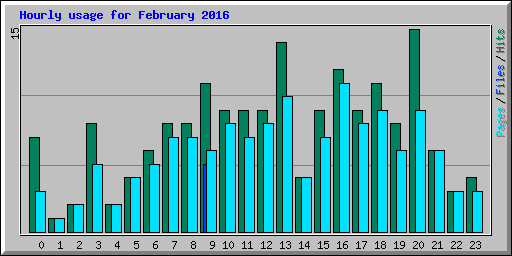 Hourly usage for February 2016
15
Pages/Files/Hits
0 1 2 3 4 5 6 7 8 9 10 11 12 13 14 15 16 17 18 19 20 21 22 23